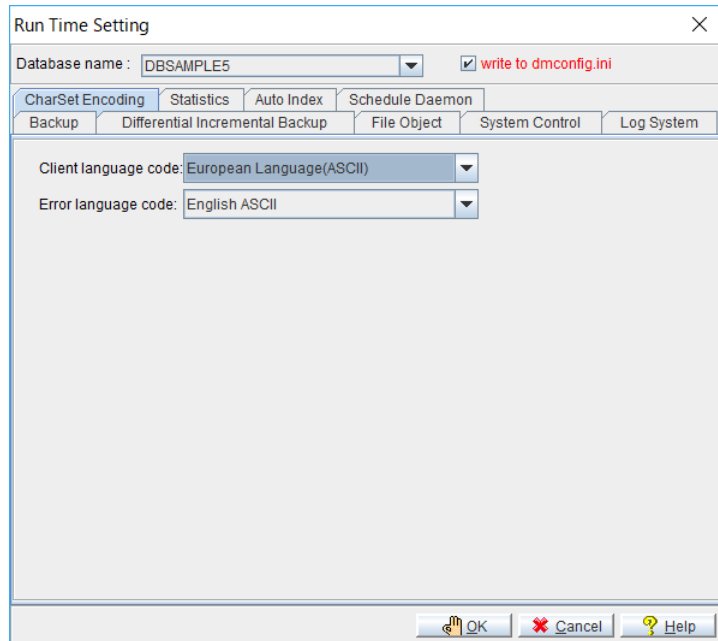 Run Time Setting
Database name : DBSAMPLE5 write to dmconfig.ini
CharSet Encoding Statistics Auto Index Schedule Daemon
Backup Differential Incremental Backup File Object System Control Log System
Client language code: European Language(ASCII)
Error language code: English ASCII
OK Cancel Help